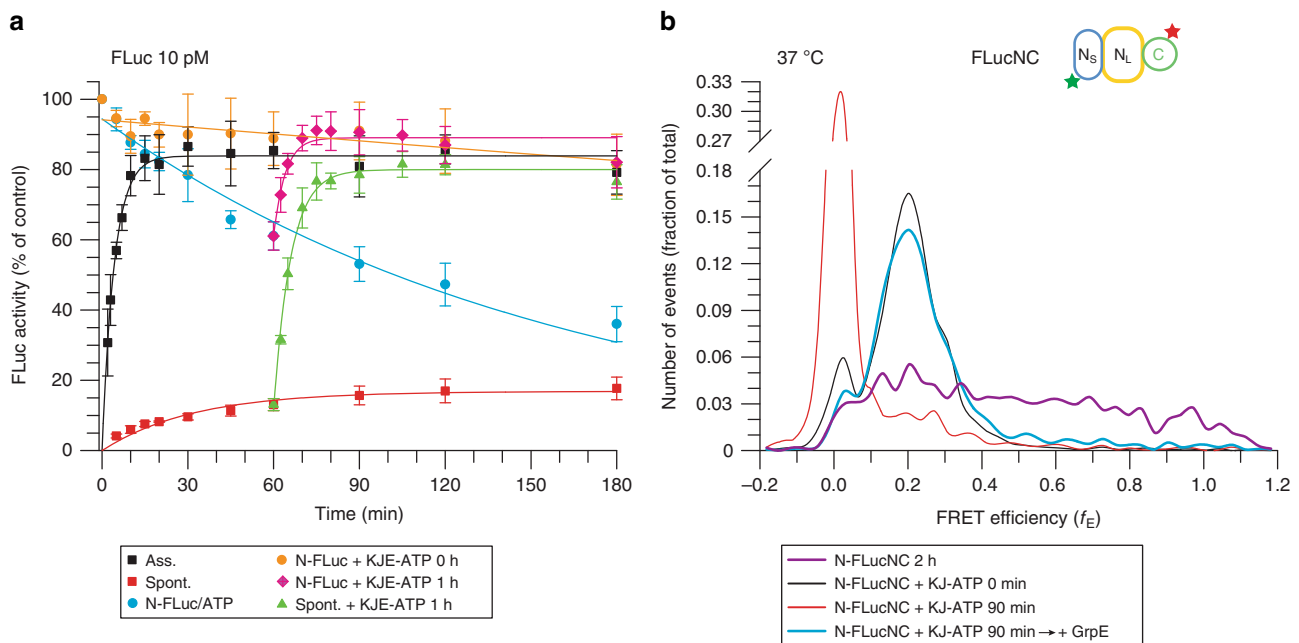 a
FLuc 10 pM
FLuc activity (% of control)
100
80
60
40
20
0
0 30 60 90 120 150 180
Time (min)
Ass.
Spont.
N-FLuc/ATP
N-FLuc + KJE-ATP 0 h
N-FLuc + KJE-ATP 1 h
Spont. + KJE-ATP 1 h
b
37 °C
FLucNC
NS NL C
Number of events (fraction of total)
0.33
0.30
0.27
0.18
0.15
0.12
0.09
0.06
0.03
0
–0.2 0.0 0.2 0.4 0.6 0.8 1.0 1.2
FRET efficiency (fE)
N-FLucNC 2 h
N-FLucNC + KJ-ATP 0 min
N-FLucNC + KJ-ATP 90 min
N-FLucNC + KJ-ATP 90 min → + GrpE